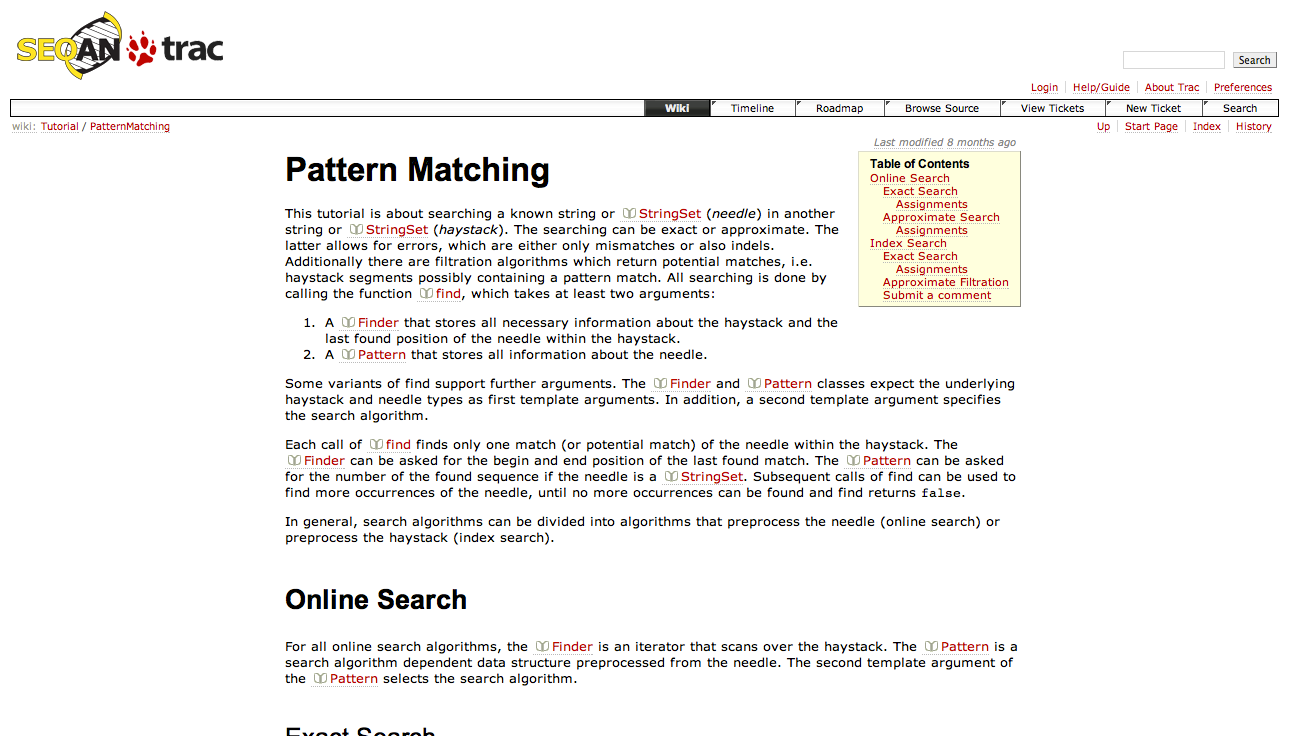 SEQAN trac
Search
Login Help/Guide About Trac Preferences
Wiki Timeline Roadmap Browse Source View Tickets New Ticket Search
wiki: Tutorial / PatternMatching
Up Start Page Index History
Last modified 8 months ago
Pattern Matching
Table of Contents
Online Search
Exact Search
Assignments
Approximate Search
Assignments
Index Search
Exact Search
Assignments
Approximate Filtration
Submit a comment
This tutorial is about searching a known string or StringSet (needle) in another
string or StringSet (haystack). The searching can be exact or approximate. The
latter allows for errors, which are either only mismatches or also indels.
Additionally there are filtration algorithms which return potential matches, i.e.
haystack segments possibly containing a pattern match. All searching is done by
calling the function find, which takes at least two arguments:
1. A Finder that stores all necessary information about the haystack and the
last found position of the needle within the haystack.
2. A Pattern that stores all information about the needle.
Some variants of find support further arguments. The Finder and Pattern classes expect the underlying
haystack and needle types as first template arguments. In addition, a second template argument specifies
the search algorithm.
Each call of find finds only one match (or potential match) of the needle within the haystack. The
Finder can be asked for the begin and end position of the last found match. The Pattern can be asked
for the number of the found sequence if the needle is a StringSet. Subsequent calls of find can be used to
find more occurrences of the needle, until no more occurrences can be found and find returns false.
In general, search algorithms can be divided into algorithms that preprocess the needle (online search) or
preprocess the haystack (index search).
Online Search
For all online search algorithms, the Finder is an iterator that scans over the haystack. The Pattern is a
search algorithm dependent data structure preprocessed from the needle. The second template argument of
the Pattern selects the search algorithm.
Exact Search